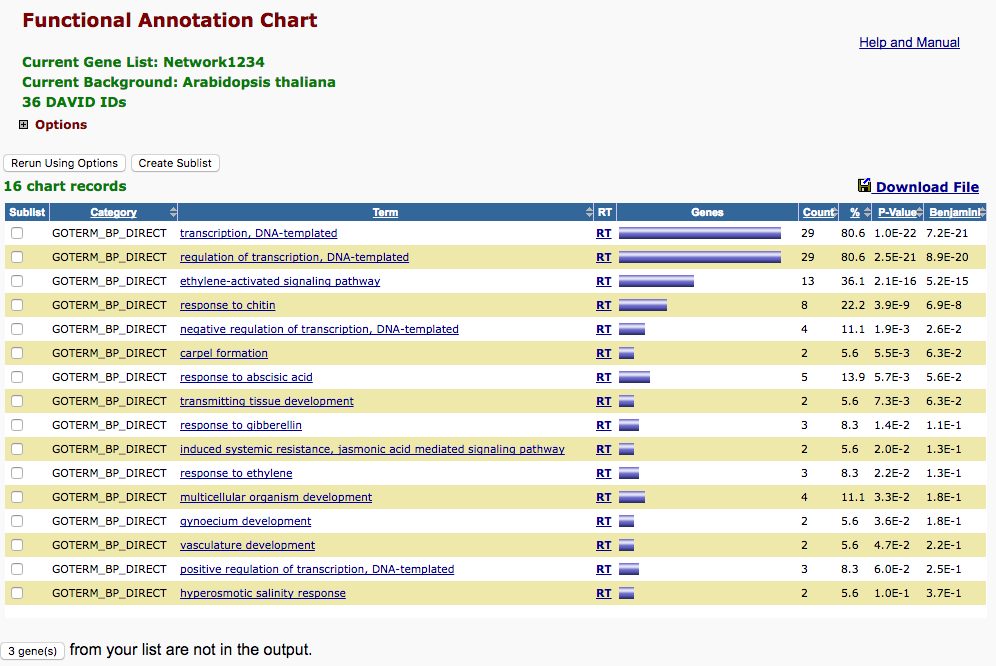 Functional Annotation Chart
Help and Manual
Current Gene List: Network1234
Current Background: Arabidopsis thaliana
36 DAVID IDs
Options
Rerun Using Options Create Sublist
16 chart records
Download File
Sublist Category Term RT Genes Count % P-Value Benjamini
GOTERM_BP_DIRECT transcription, DNA-templated RT 29 80.6 1.0E-22 7.2E-21
GOTERM_BP_DIRECT regulation of transcription, DNA-templated RT 29 80.6 2.5E-21 8.9E-20
GOTERM_BP_DIRECT ethylene-activated signaling pathway RT 13 36.1 2.1E-16 5.2E-15
GOTERM_BP_DIRECT response to chitin RT 8 22.2 3.9E-9 6.9E-8
GOTERM_BP_DIRECT negative regulation of transcription, DNA-templated RT 4 11.1 1.9E-3 2.6E-2
GOTERM_BP_DIRECT carpel formation RT 2 5.6 5.5E-3 6.3E-2
GOTERM_BP_DIRECT response to abscisic acid RT 5 13.9 5.7E-3 5.6E-2
GOTERM_BP_DIRECT transmitting tissue development RT 2 5.6 7.3E-3 6.3E-2
GOTERM_BP_DIRECT response to gibberellin RT 3 8.3 1.4E-2 1.1E-1
GOTERM_BP_DIRECT induced systemic resistance, jasmonic acid mediated signaling pathway RT 2 5.6 2.0E-2 1.3E-1
GOTERM_BP_DIRECT response to ethylene RT 3 8.3 2.2E-2 1.3E-1
GOTERM_BP_DIRECT multicellular organism development RT 4 11.1 3.3E-2 1.8E-1
GOTERM_BP_DIRECT gynoecium development RT 2 5.6 3.6E-2 1.8E-1
GOTERM_BP_DIRECT vasculature development RT 2 5.6 4.7E-2 2.2E-1
GOTERM_BP_DIRECT positive regulation of transcription, DNA-templated RT 3 8.3 6.0E-2 2.5E-1
GOTERM_BP_DIRECT hyperosmotic salinity response RT 2 5.6 1.0E-1 3.7E-1
3 gene(s) from your list are not in the output.